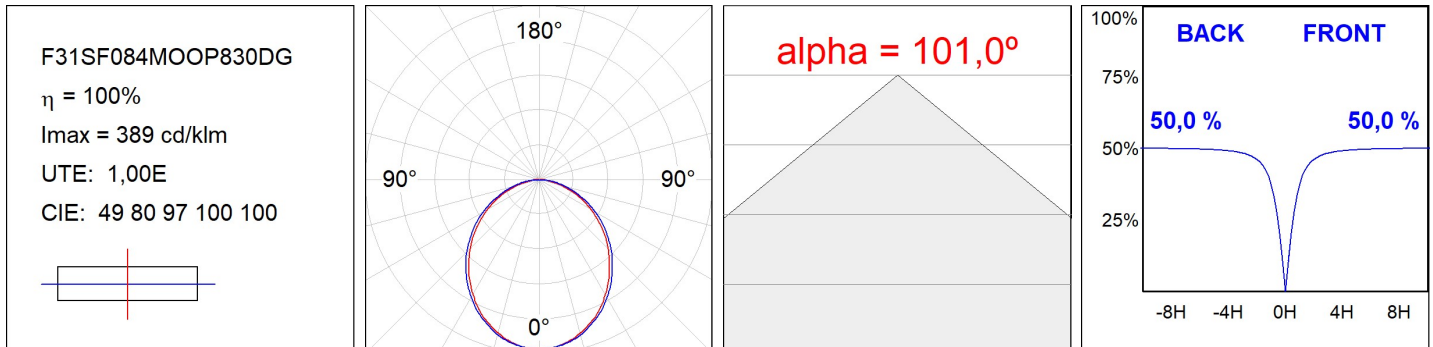 F31SF084MOOP830DG
η = 100%
Imax = 389 cd/klm
UTE: 1,00E
CIE: 49 80 97 100 100
180°
90° 90°
0°
alpha = 101,0º
100%
BACK FRONT
75%
50,0 % 50,0 %
50%
25%
-8H -4H 0H 4H 8H